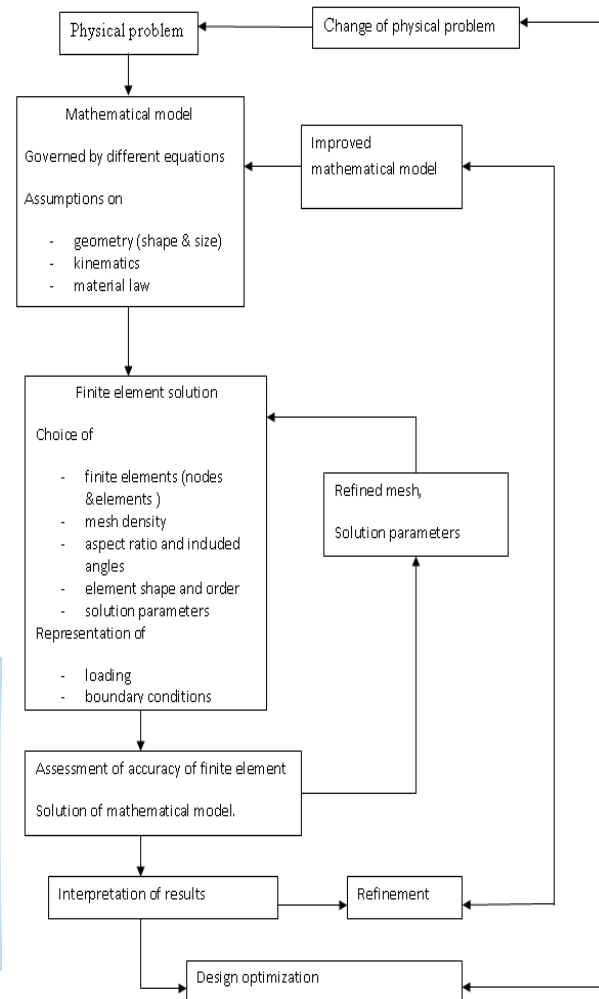 Physical problem
Change of physical problem
Mathematical model
Governed by different equations
Assumptions on
- geometry (shape & size)
- kinematics
- material law
Improved
mathematical model
Finite element solution
Choice of
- finite elements (nodes
&elements )
- mesh density
- aspect ratio and included
angles
- element shape and order
- solution parameters
Representation of
- loading
- boundary conditions
Refined mesh,
Solution parameters
Assessment of accuracy of finite element
Solution of mathematical model.
Interpretation of results
Refinement
Design optimization